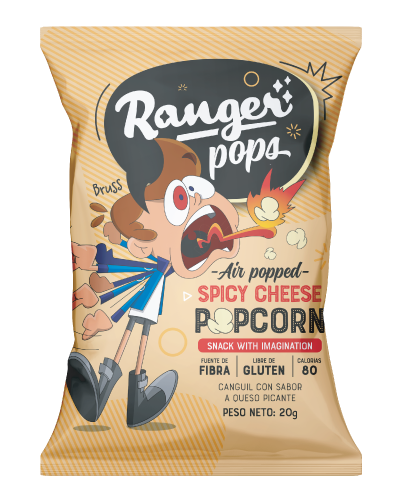 Ranger
pops
Bruss
-Air popped-
SPICY CHEESE
POPCORN
SNACK WITH IMAGINATION
FUENTE DE
FIBRA
LIBRE DE
GLUTEN
CALORIAS
80
CANGUIL CON SABOR
A QUESO PICANTE
PESO NETO: 20g